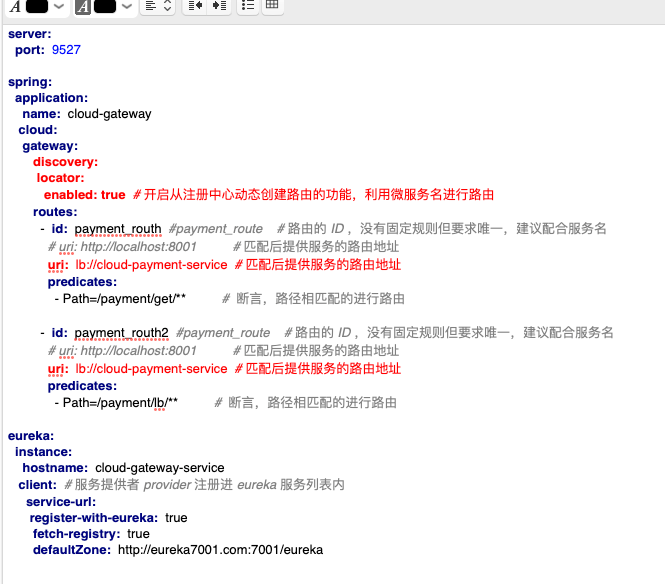 server:
port: 9527
spring:
application:
name: cloud-gateway
cloud:
gateway:
discovery:
locator:
enabled: true #开启从注册中心动态创建路由的功能，利用微服务名进行路由
routes:
- id: payment_routh #payment_route #路由的ID，没有固定规则但要求唯一，建议配合服务名
# uri: http://localhost:8001 #匹配后提供服务的路由地址
uri: lb://cloud-payment-service #匹配后提供服务的路由地址
predicates:
- Path=/payment/get/** # 断言，路径相匹配的进行路由
- id: payment_routh2 #payment_route #路由的ID，没有固定规则但要求唯一，建议配合服务名
# uri: http://localhost:8001 #匹配后提供服务的路由地址
uri: lb://cloud-payment-service #匹配后提供服务的路由地址
predicates:
- Path=/payment/lb/** # 断言，路径相匹配的进行路由
eureka:
instance:
hostname: cloud-gateway-service
client: #服务提供者 provider 注册进 eureka 服务列表内
service-url:
register-with-eureka: true
fetch-registry: true
defaultZone: http://eureka7001.com:7001/eureka